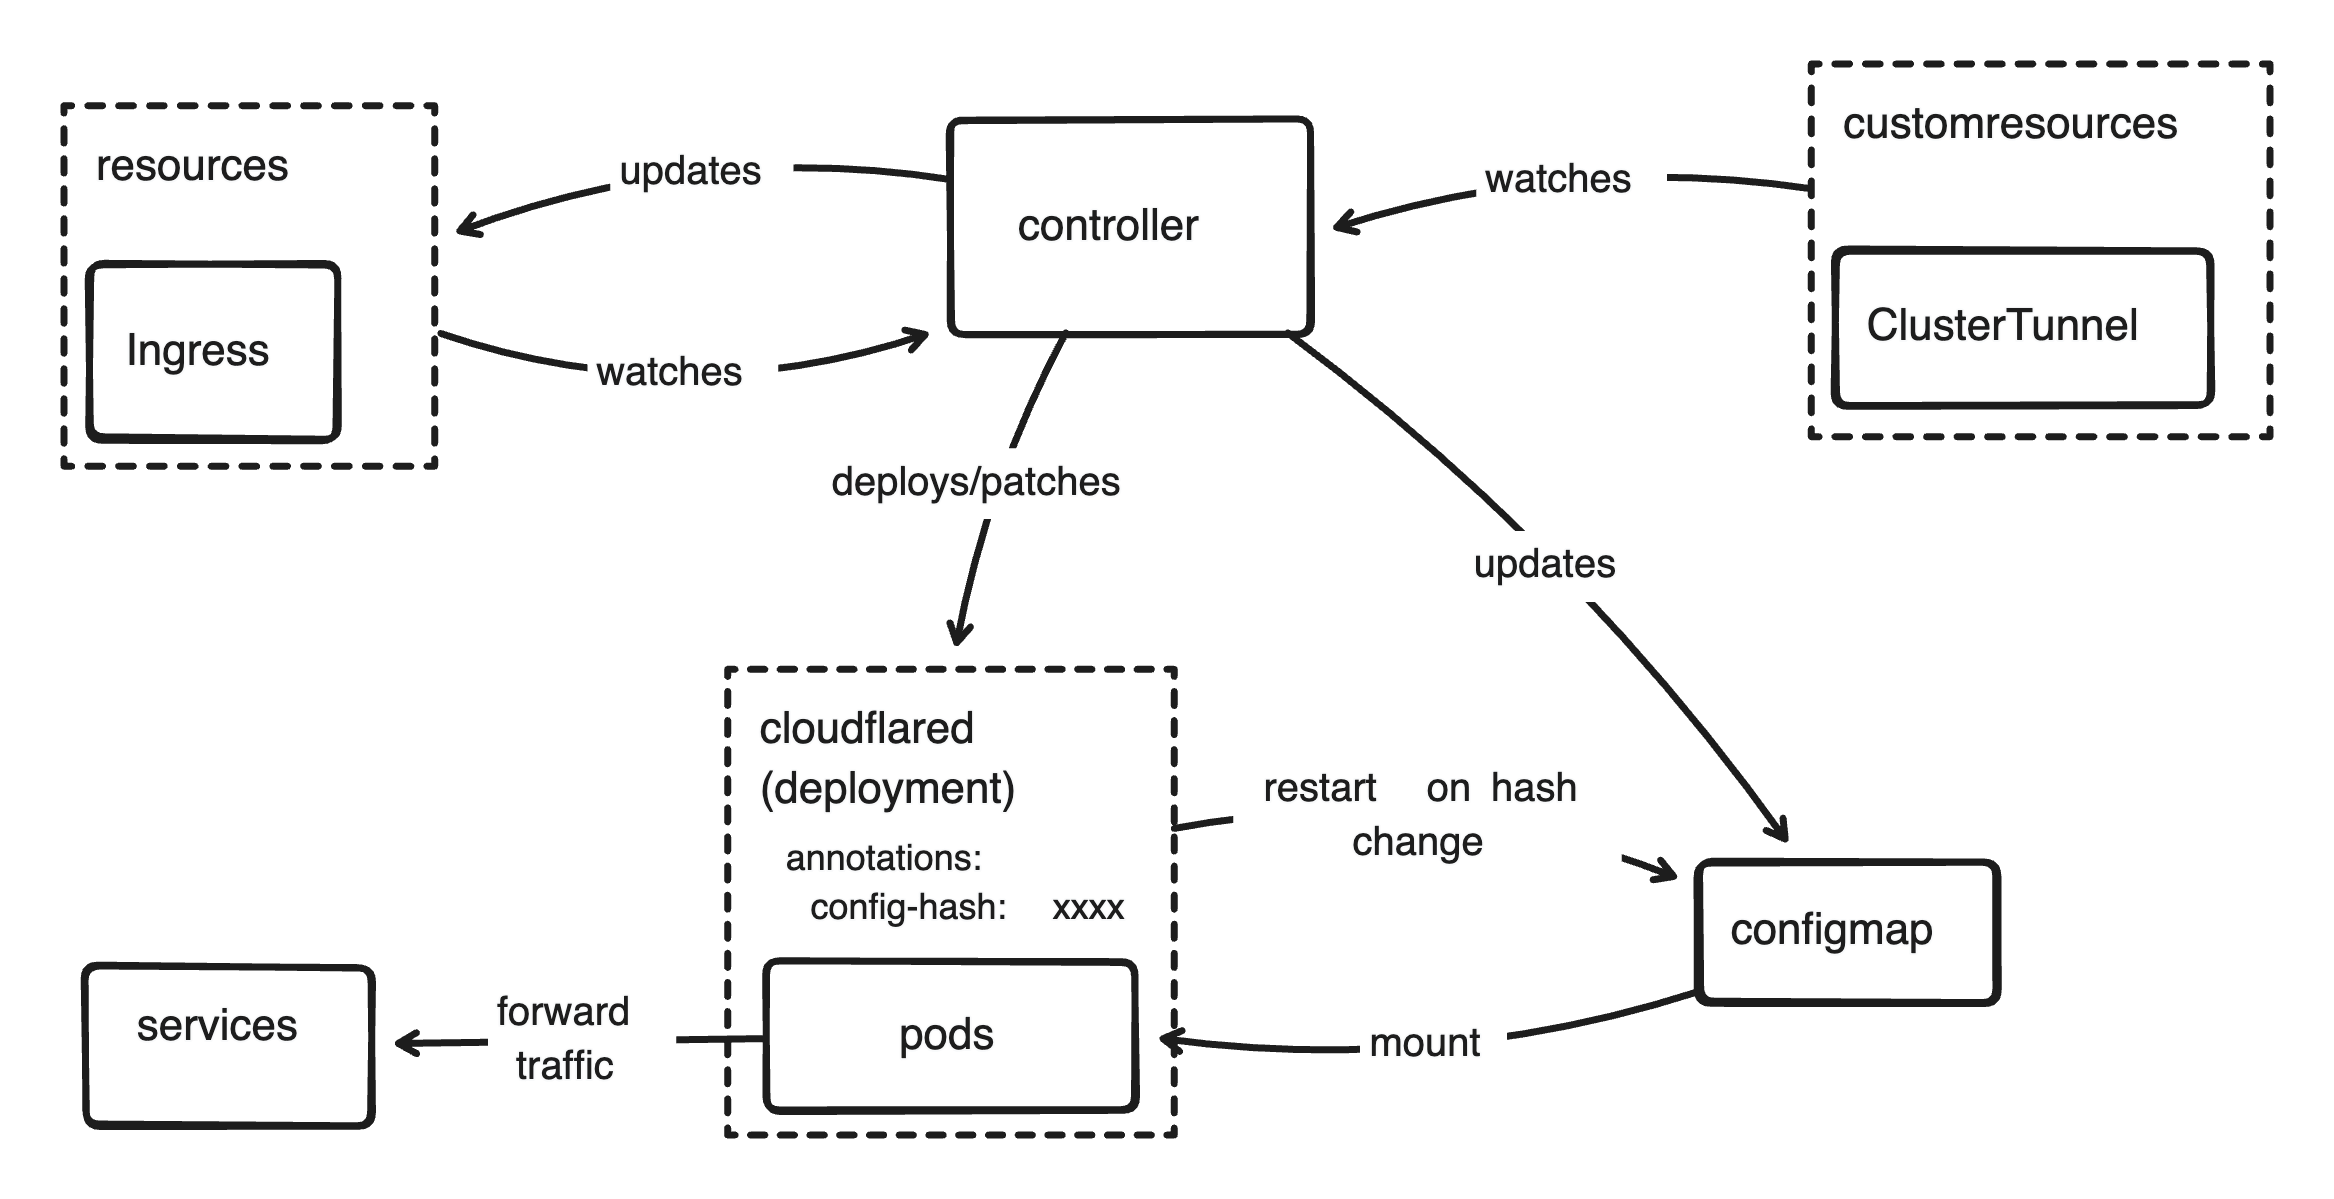 resources
Ingress
updates
watches
controller
watches
customresources
ClusterTunnel
deploys/patches
updates
cloudflared
(deployment)
annotations:
config-hash: xxxx
pods
restart on hash
change
configmap
mount
forward
traffic
services